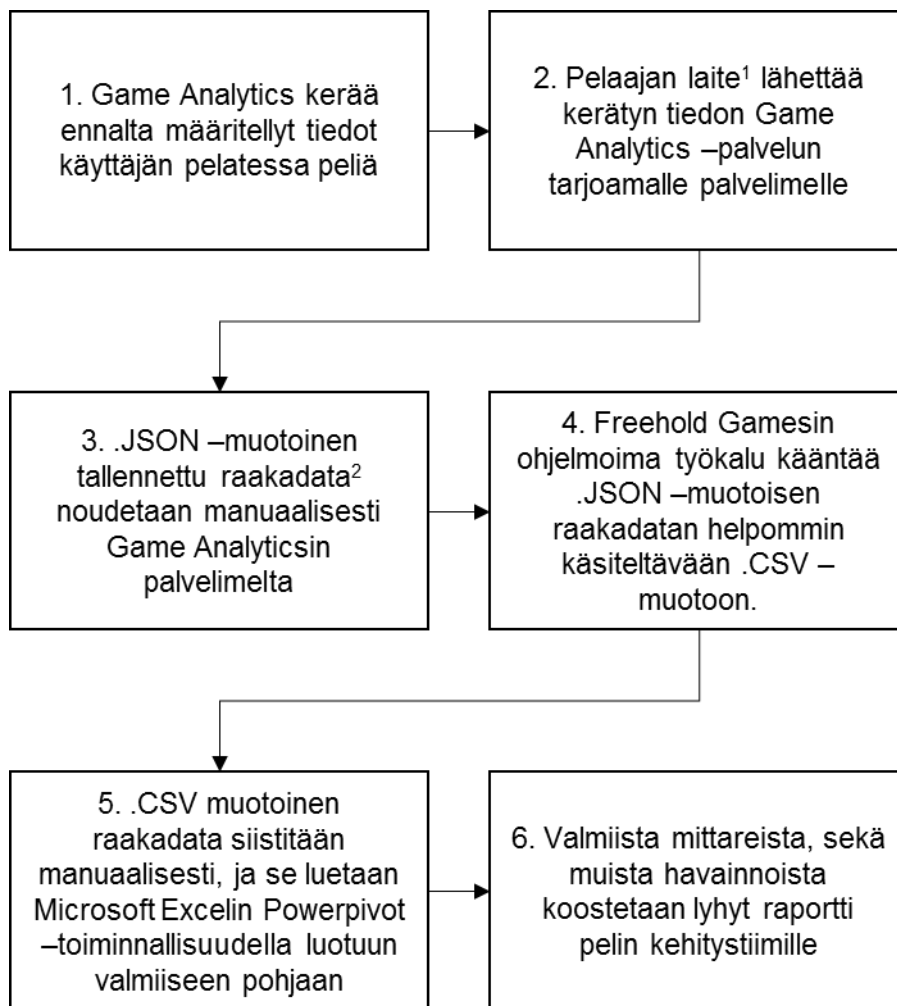 1. Game Analytics kerää
ennalta määritellyt tiedot
käyttäjän pelatessa peliä
2. Pelaajan laite¹ lähettää
kerätyn tiedon Game
Analytics –palvelun
tarjoamalle palvelimelle
3. .JSON –muotoinen
tallennettu raakadata²
noudetaan manuaalisesti
Game Analyticsin
palvelimelta
4. Freehold Gamesin
ohjelmoima työkalu kääntää
.JSON –muotoisen
raakadatan helpommin
käsiteltävään .CSV –
muotoon.
5. .CSV muotoinen
raakadata siistitään
manuaalisesti, ja se luetaan
Microsoft Excelin Powerpivot
–toiminnallisuudella luotuun
valmiiseen pohjaan
6. Valmiista mittareista, sekä
muista havainnoista
koostetaan lyhyt raportti
pelin kehitystiimille